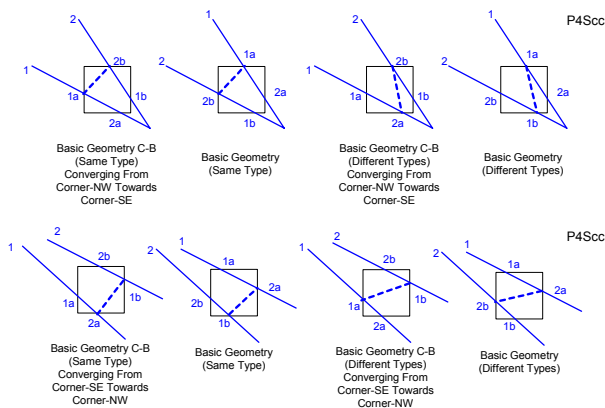 P4Scc
2 1 2 1
1 2b 2 1a 1 2b 2 1a
1a 1b 2b 2a 1a 1b 2b 2a
2a 1b 2a 1b
Basic Geometry C-B
(Same Type)
Converging From
Corner-NW Towards
Corner-SE
Basic Geometry
(Same Type)
Basic Geometry C-B
(Different Types)
Converging From
Corner-NW Towards
Corner-SE
Basic Geometry
(Different Types)
P4Scc
2 1 2 1
1 2b 2 1a 1 2b 2 1a
1a 1b 2b 2a 1a 1b 2b 2a
2a 1b 2a 1b
Basic Geometry C-B
(Same Type)
Converging From
Corner-SE Towards
Corner-NW
Basic Geometry
(Same Type)
Basic Geometry C-B
(Different Types)
Converging From
Corner-SE Towards
Corner-NW
Basic Geometry
(Different Types)